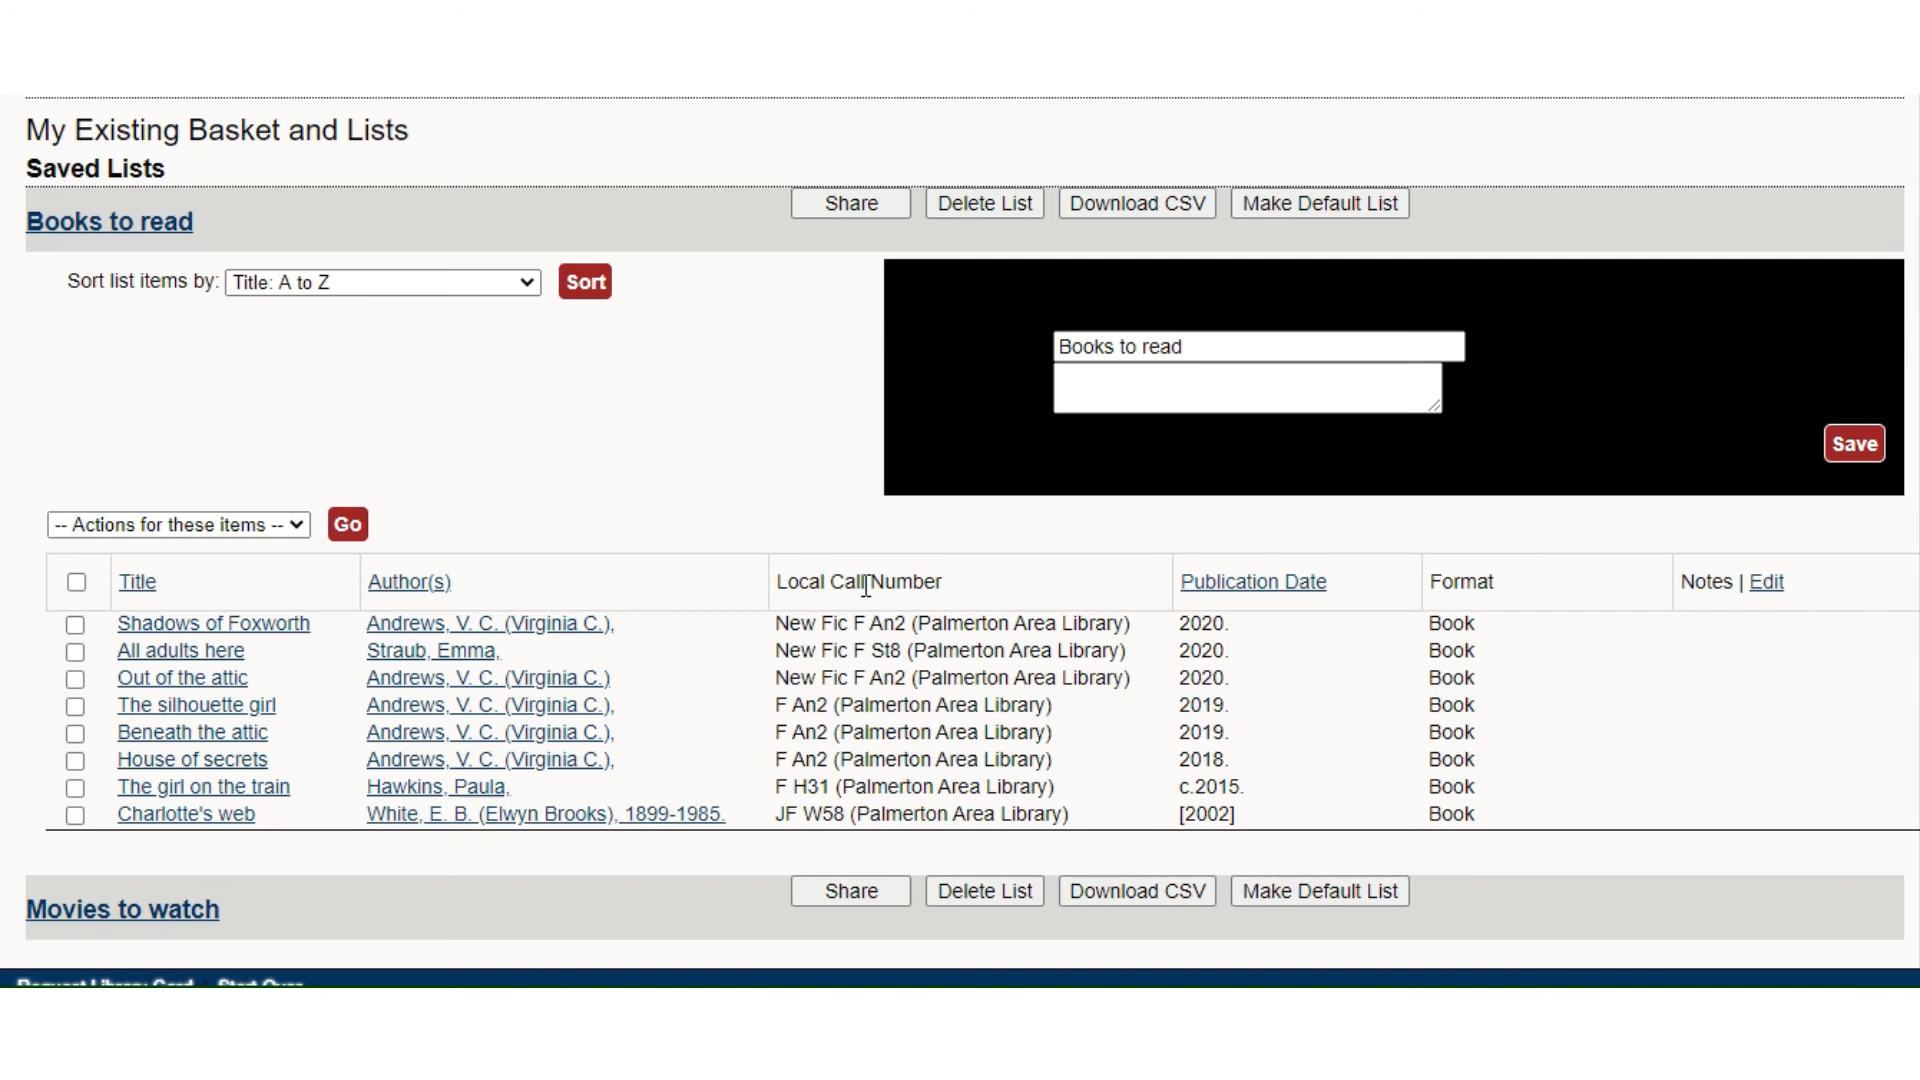 My Existing Basket and Lists
Saved Lists
Books to read
Share Delete List Download CSV Make Default List
Sort list items by: Title: A to Z Sort
Books to read
Save
-- Actions for these items -- Go
Title Author(s) Local Call Number Publication Date Format Notes | Edit
Shadows of Foxworth Andrews, V. C. (Virginia C.), New Fic F An2 (Palmerton Area Library) 2020. Book
All adults here Straub, Emma, New Fic F St8 (Palmerton Area Library) 2020. Book
Out of the attic Andrews, V. C. (Virginia C.) New Fic F An2 (Palmerton Area Library) 2020. Book
The silhouette girl Andrews, V. C. (Virginia C.), F An2 (Palmerton Area Library) 2019. Book
Beneath the attic Andrews, V. C. (Virginia C.), F An2 (Palmerton Area Library) 2019. Book
House of secrets Andrews, V. C. (Virginia C.), F An2 (Palmerton Area Library) 2018. Book
The girl on the train Hawkins, Paula, F H31 (Palmerton Area Library) c.2015. Book
Charlotte's web White, E. B. (Elwyn Brooks), 1899-1985. JF W58 (Palmerton Area Library) [2002] Book
Movies to watch
Share Delete List Download CSV Make Default List
Request Library Card Start Over